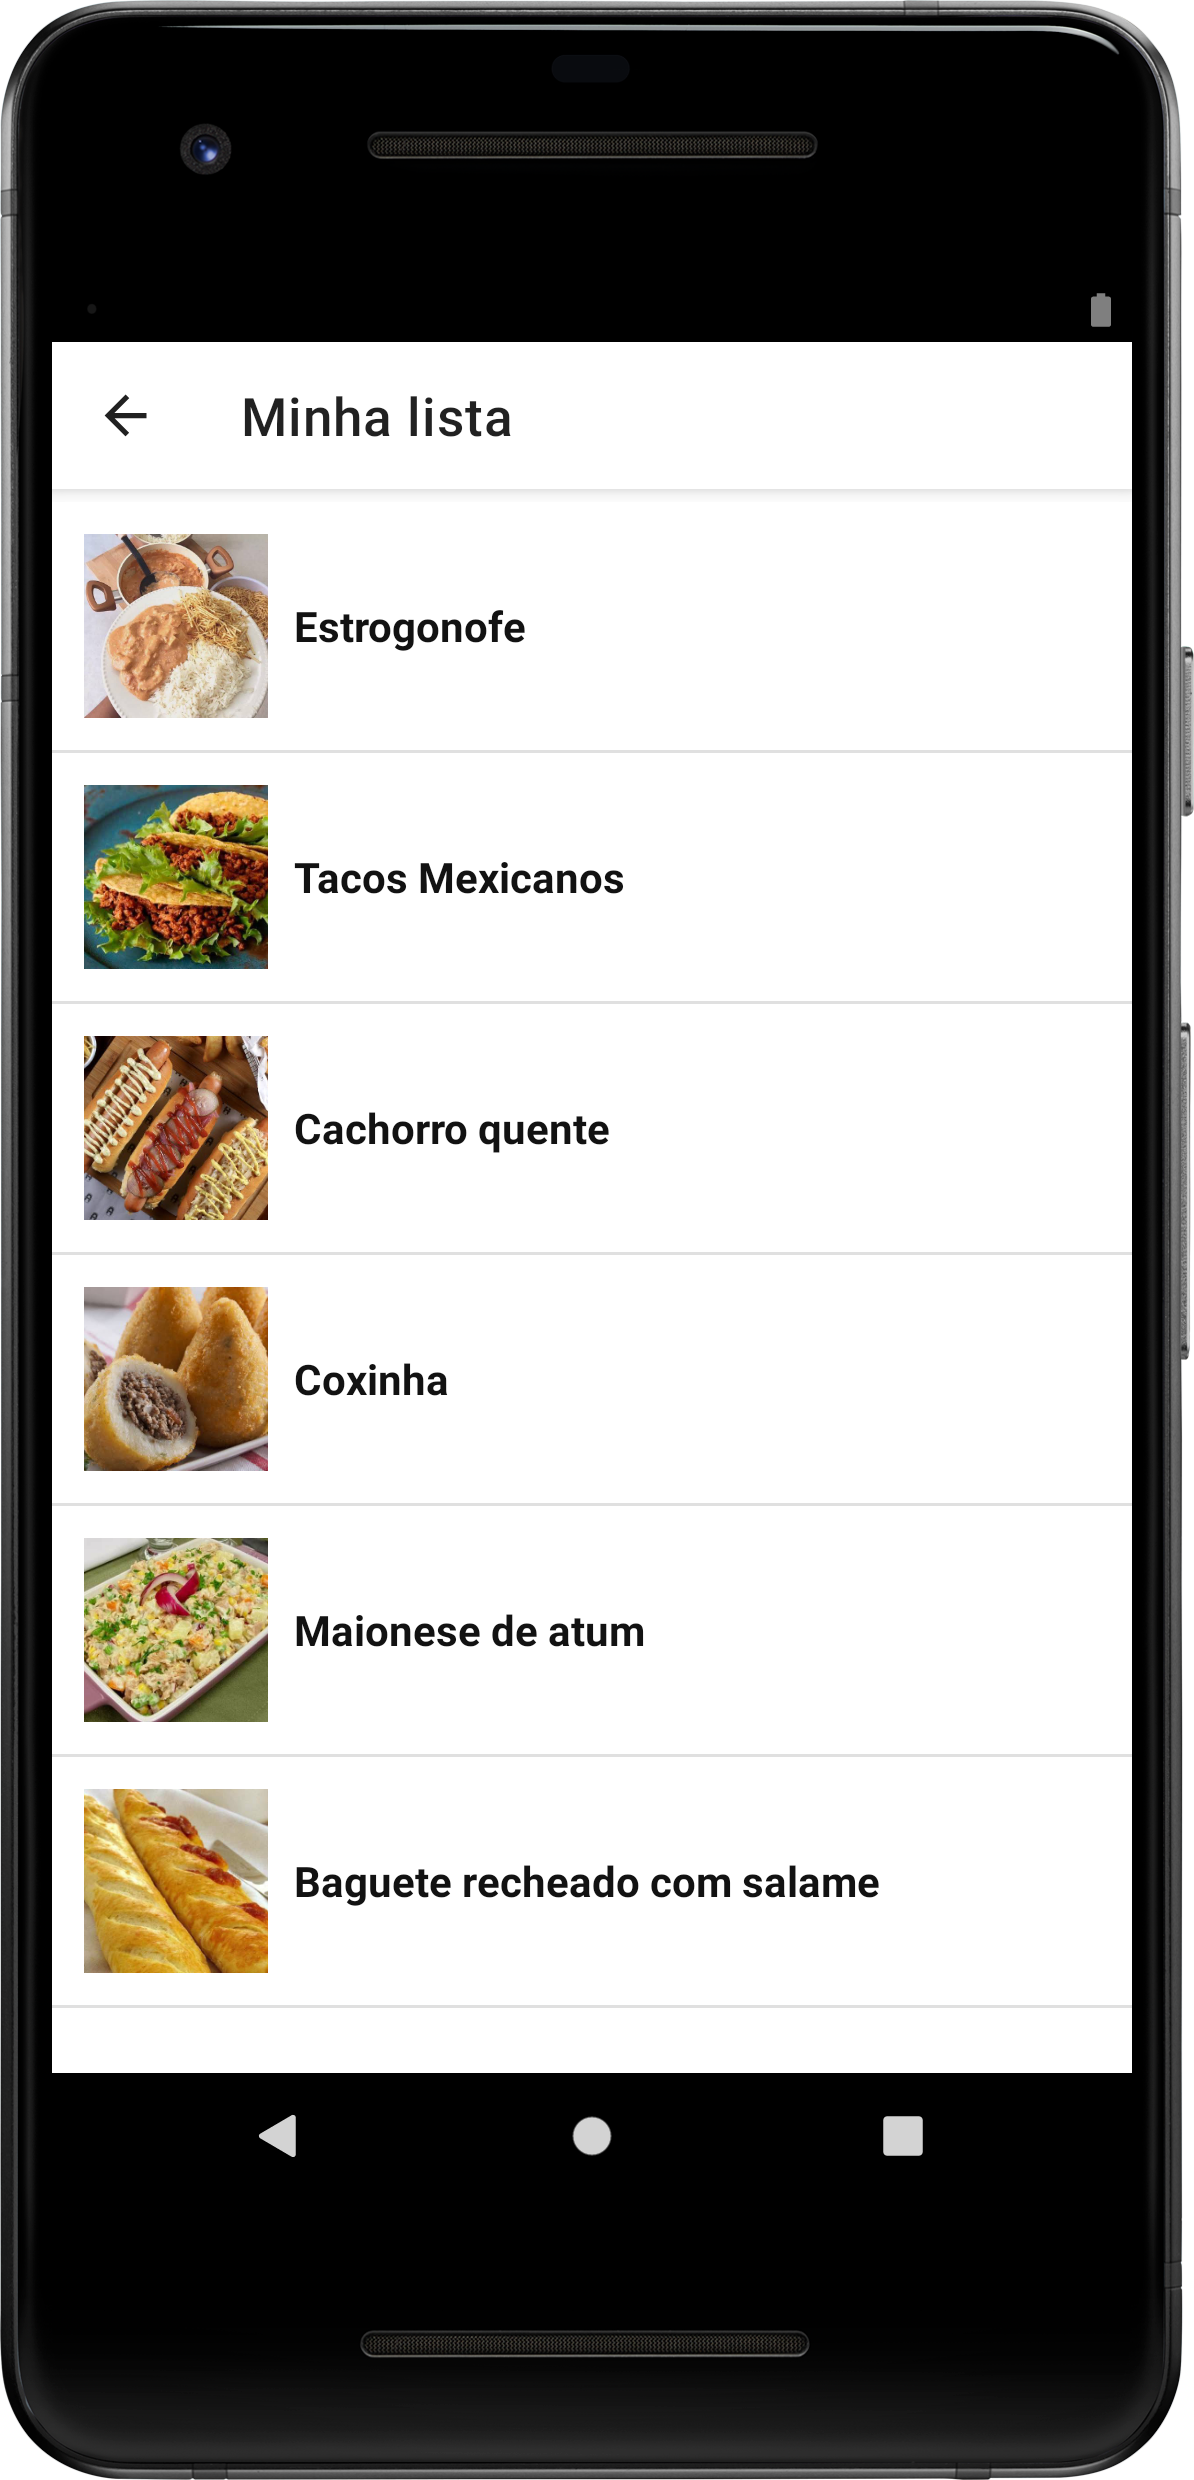 Minha lista
Estrogonofe
Tacos Mexicanos
Cachorro quente
Coxinha
Maionese de atum
Baguete recheado com salame